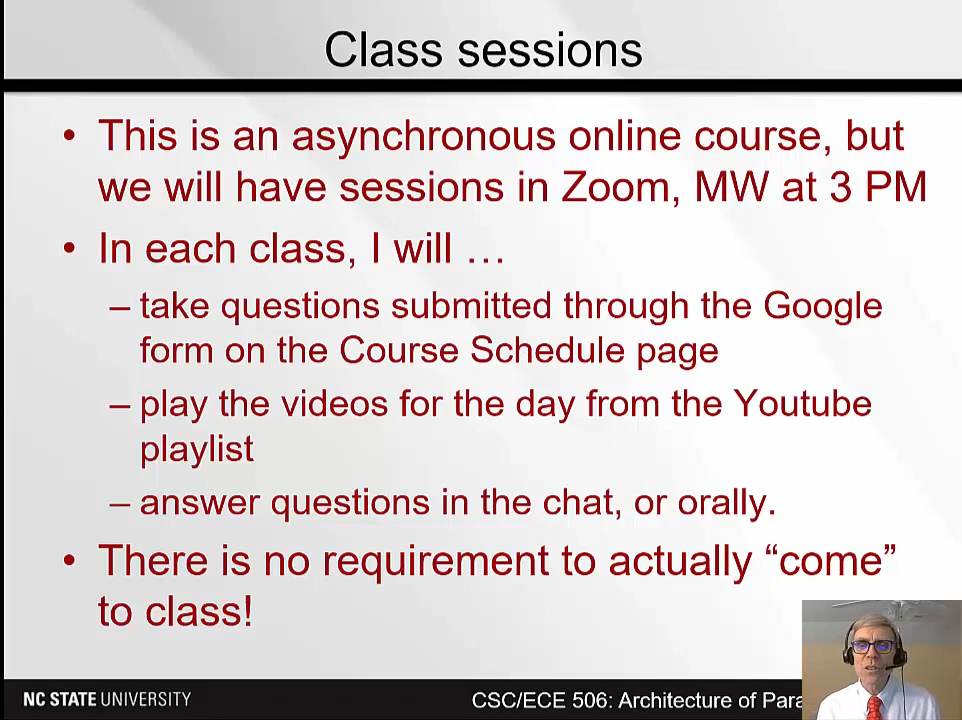 Class sessions
• This is an asynchronous online course, but
we will have sessions in Zoom, MW at 3 PM
• In each class, I will …
– take questions submitted through the Google
form on the Course Schedule page
– play the videos for the day from the Youtube
playlist
– answer questions in the chat, or orally.
• There is no requirement to actually “come”
to class!
NC STATE UNIVERSITY
CSC/ECE 506: Architecture of